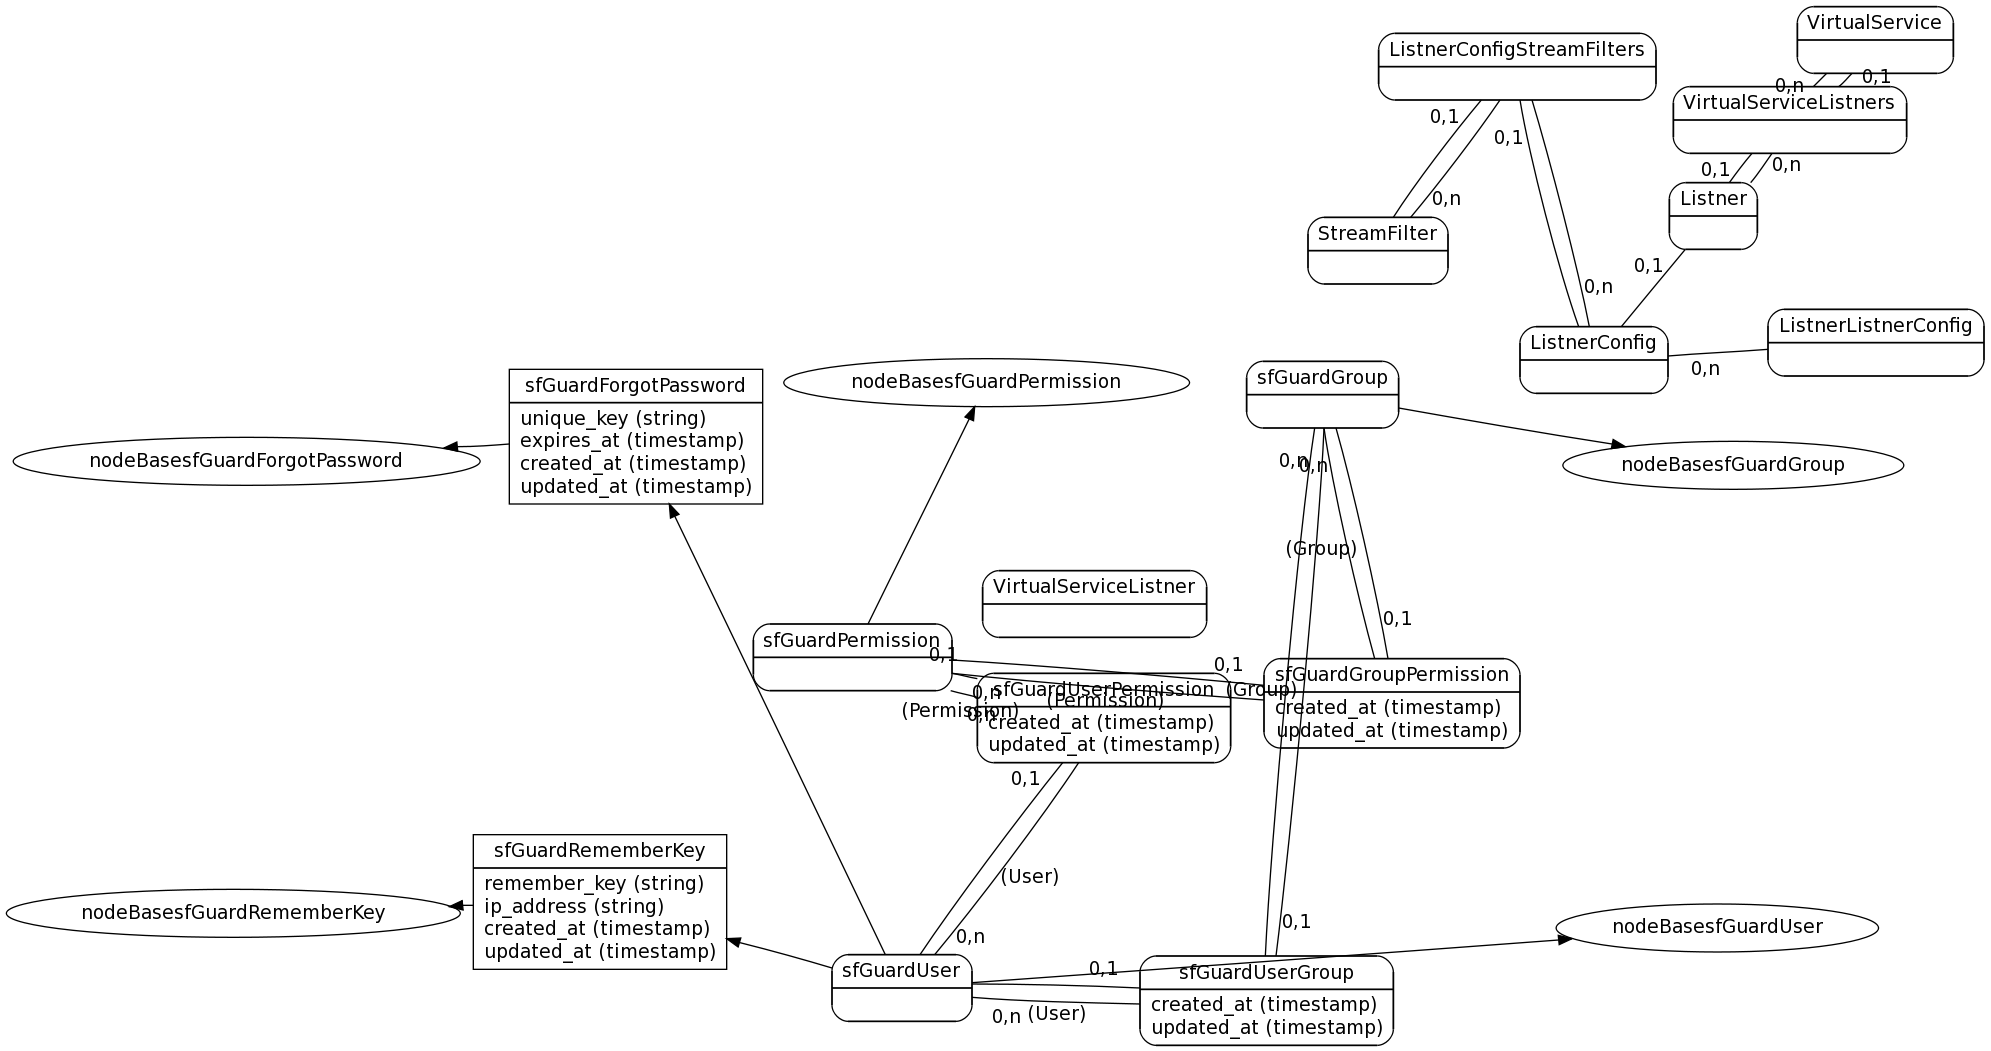 VirtualService
ListnerConfigStreamFilters
0,n
0,1
VirtualServiceListners
0,1
0,1
0,1
0,n
Listner
0,n
StreamFilter
0,1
0,n
ListnerListnerConfig
ListnerConfig
0,n
sfGuardForgotPassword
unique_key (string)
expires_at (timestamp)
created_at (timestamp)
updated_at (timestamp)
nodeBasesfGuardPermission
sfGuardGroup
nodeBasesfGuardForgotPassword
0,n
0,n
nodeBasesfGuardGroup
(Group)
VirtualServiceListner
0,1
sfGuardPermission
0,1
0,1
sfGuardGroupPermission
created_at (timestamp)
updated_at (timestamp)
0,n
sfGuardUserPermission
(Group)
(Permission)
(Permission)
0,n
created_at (timestamp)
updated_at (timestamp)
0,1
sfGuardRememberKey
remember_key (string)
ip_address (string)
created_at (timestamp)
updated_at (timestamp)
(User)
nodeBasesfGuardRememberKey
0,1
nodeBasesfGuardUser
0,n
sfGuardUser
0,1
sfGuardUserGroup
created_at (timestamp)
updated_at (timestamp)
0,n
(User)